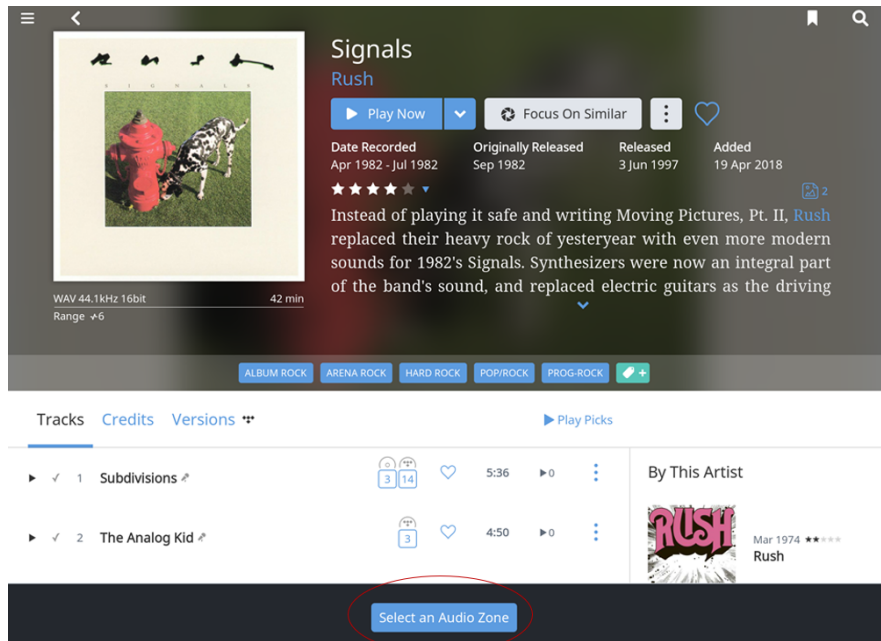 SIGNALS
Signals
Rush
Play Now
Focus On Similar
Date Recorded Originally Released Released Added
Apr 1982 - Jul 1982 Sep 1982 3 Jun 1997 19 Apr 2018
2
Instead of playing it safe and writing Moving Pictures, Pt. II, Rush
replaced their heavy rock of yesteryear with even more modern
sounds for 1982's Signals. Synthesizers were now an integral part
of the band's sound, and replaced electric guitars as the driving
WAV 44.1kHz 16bit 42 min
Range 6
ALBUM ROCK ARENA ROCK HARD ROCK POP/ROCK PROG-ROCK +
Tracks Credits Versions Play Picks
1 Subdivisions 3 14 5:36 0
2 The Analog Kid 3 4:50 0
By This Artist
RUSH
Mar 1974
Rush
Select an Audio Zone